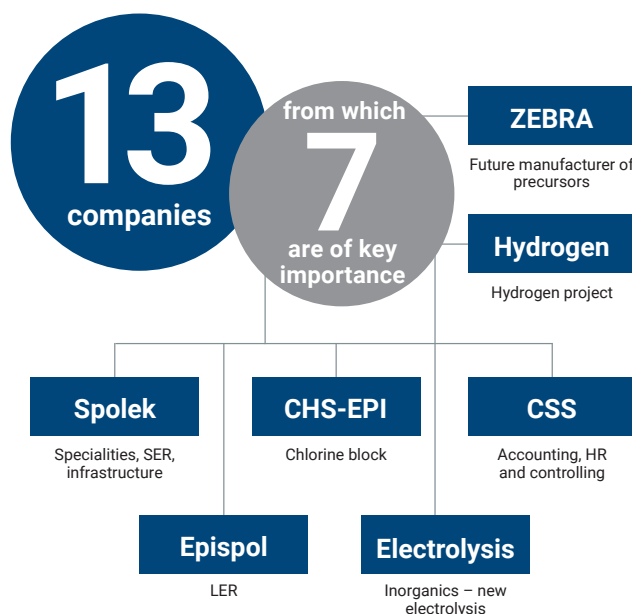 13
companies
from which
7
are of key
importance
ZEBRA
Future manufacturer of
precursors
Hydrogen
Hydrogen project
Spolek
Specialities, SER,
infrastructure
CHS-EPI
Chlorine block
CSS
Accounting, HR
and controlling
Epispol
LER
Electrolysis
Inorganics – new
electrolysis